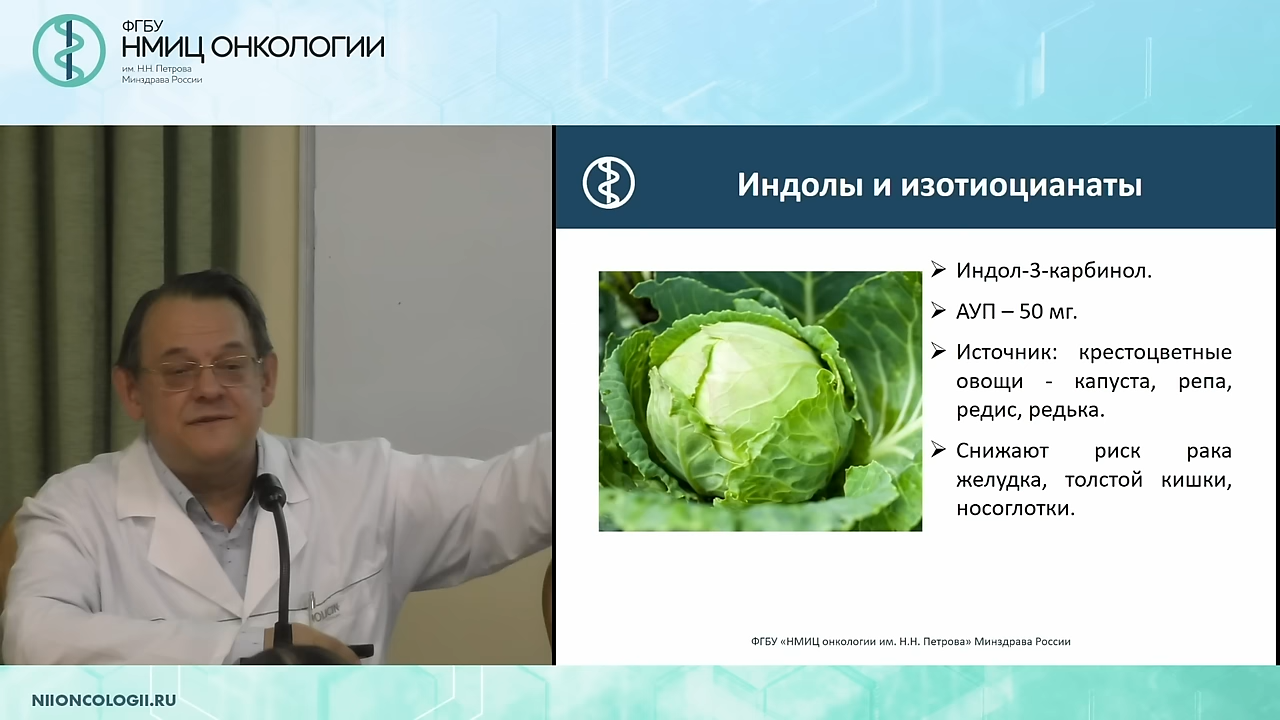 ФГБУ
НМИЦ ОНКОЛОГИИ
им. Н.Н. Петрова
Минздрава России
Индолы и изотиоцианаты
Индол-3-карбинол.
АУП – 50 мг.
Источник: крестоцветные
овощи - капуста, репа,
редис, редька.
Снижают риск рака
желудка, толстой кишки,
носоглотки.
ФГБУ «НМИЦ онкологии им. Н.Н. Петрова» Минздрава России
NIIONCOLOGII.RU